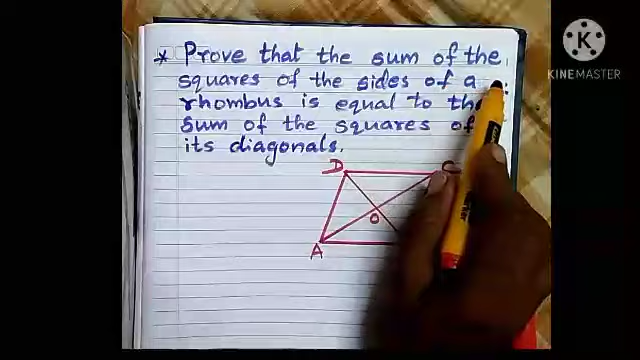 * Prove that the sum of the
squares of the sides of a
rhombus is equal to the
sum of the squares of
its diagonals.
D
C
O
A
K
KINEMASTER